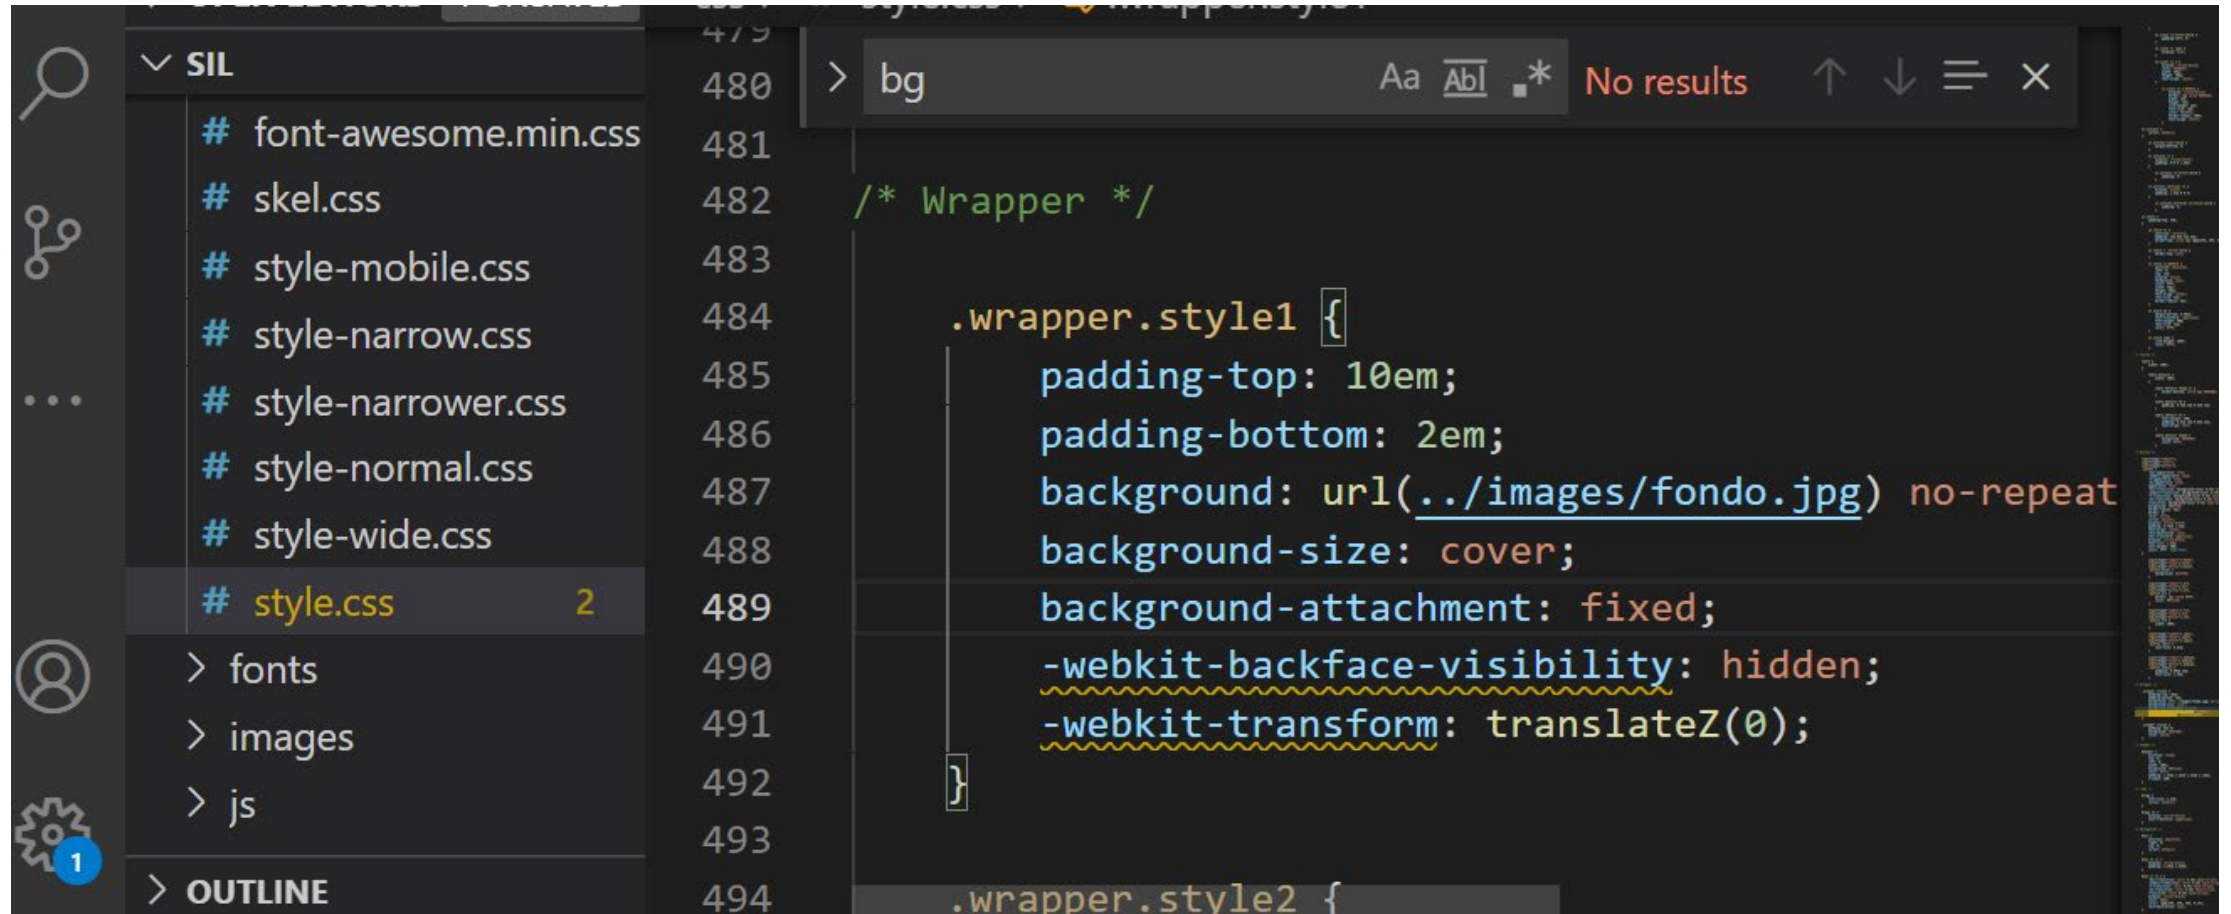 SIL
# font-awesome.min.css
# skel.css
# style-mobile.css
# style-narrow.css
# style-narrower.css
# style-normal.css
# style-wide.css
# style.css 2
fonts
images
js
OUTLINE
1
bg Aa Abl .* No results
479
480
481
482 /* Wrapper */
483
484 .wrapper.style1 {
485 padding-top: 10em;
486 padding-bottom: 2em;
487 background: url(../images/fondo.jpg) no-repeat
488 background-size: cover;
489 background-attachment: fixed;
490 -webkit-backface-visibility: hidden;
491 -webkit-transform: translateZ(0);
492 }
493
494 .wrapper.style2 {